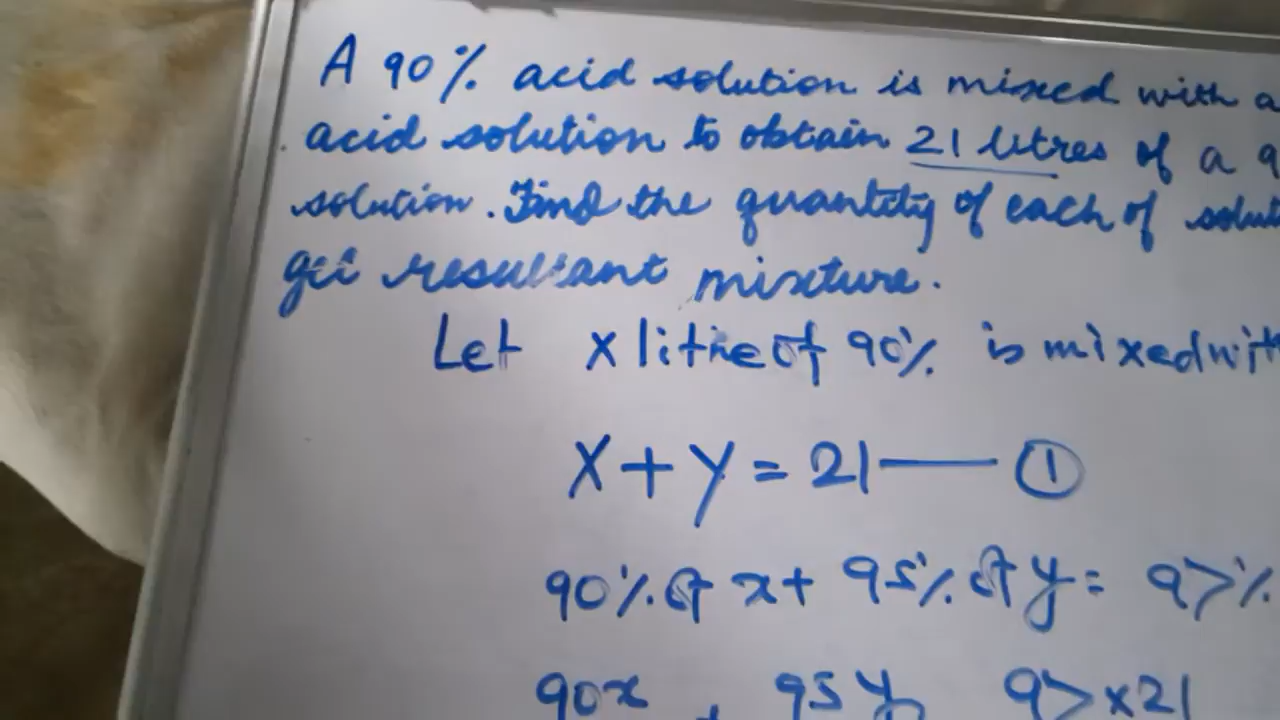 A 90% acid solution is mixed with a
acid solution to obtain 21 litres of a 9
solution. Find the quantity of each of solut
get resultant mixture.
Let x litre of 90% is mixed with
X + Y = 21 — ①
90% of x + 95% of y = 97%
90x + 95y 97 x 21